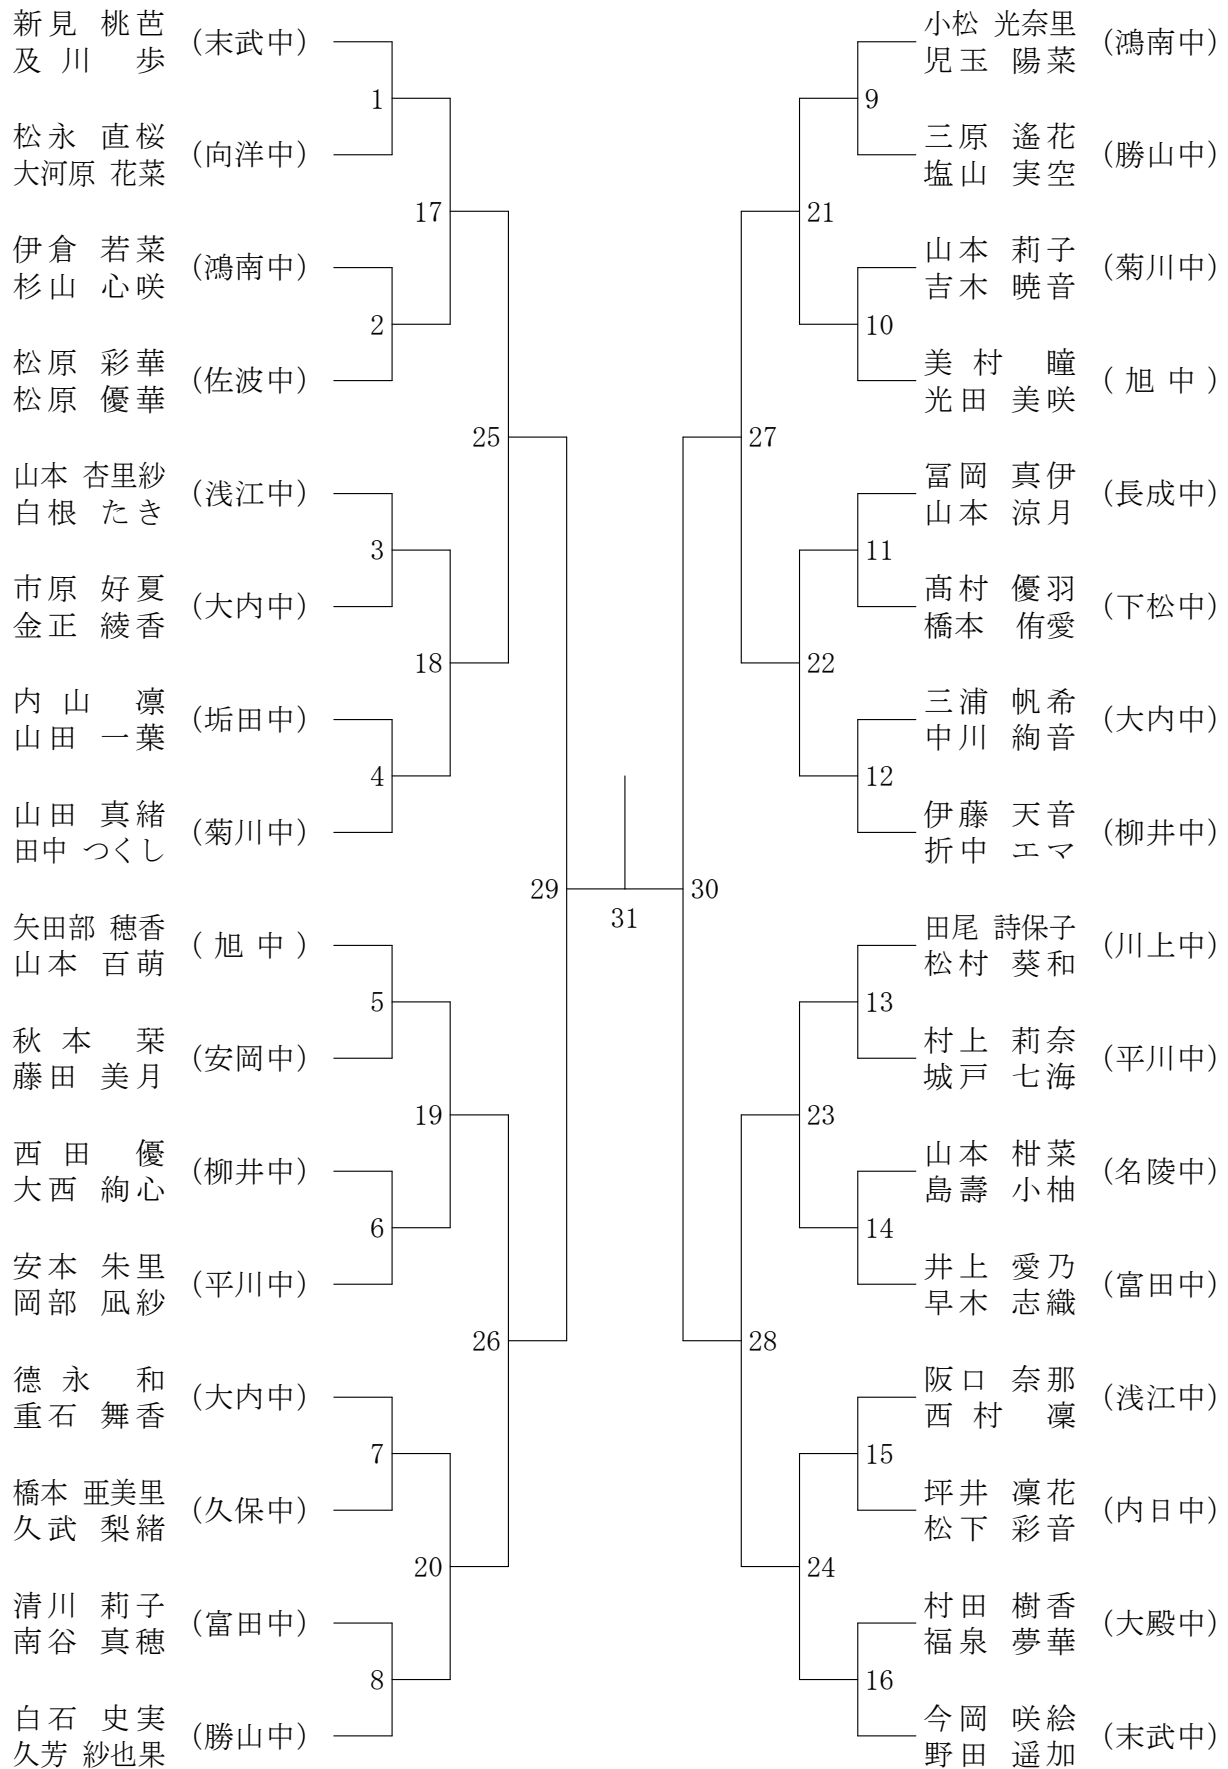 新見 桃芭
及川 歩
(末武中)
1
松永 直桜
大河原 花菜
(向洋中)
17
伊倉 若菜
杉山 心咲
(鴻南中)
2
松原 彩華
松原 優華
(佐波中)
25
山本 杏里紗
白根 たき
(浅江中)
3
市原 好夏
金正 綾香
(大内中)
18
内山 凛
山田 一葉
(垢田中)
4
山田 真緒
田中 つくし
(菊川中)
29
矢田部 穂香
山本 百萌
(旭中)
5
秋本 栞
藤田 美月
(安岡中)
19
西田 優
大西 絢心
(柳井中)
6
安本 朱里
岡部 凪紗
(平川中)
26
德永 和
重石 舞香
(大内中)
7
橋本 亜美里
久武 梨緒
(久保中)
20
清川 莉子
南谷 真穂
(富田中)
8
白石 史実
久芳 紗也果
(勝山中)
31
小松 光奈里
児玉 陽菜
(鴻南中)
9
三原 遙花
塩山 実空
(勝山中)
21
山本 莉子
吉木 暁音
(菊川中)
10
美村 瞳
光田 美咲
(旭中)
27
冨岡 真伊
山本 涼月
(長成中)
11
髙村 優羽
橋本 侑愛
(下松中)
22
三浦 帆希
中川 絢音
(大内中)
12
伊藤 天音
折中 エマ
(柳井中)
30
田尾 詩保子
松村 葵和
(川上中)
13
村上 莉奈
城戸 七海
(平川中)
23
山本 柑菜
島壽 小柚
(名陵中)
14
井上 愛乃
早木 志織
(富田中)
28
阪口 奈那
西村 凜
(浅江中)
15
坪井 凜花
松下 彩音
(内日中)
24
村田 樹香
福泉 夢華
(大殿中)
16
今岡 咲絵
野田 遥加
(末武中)